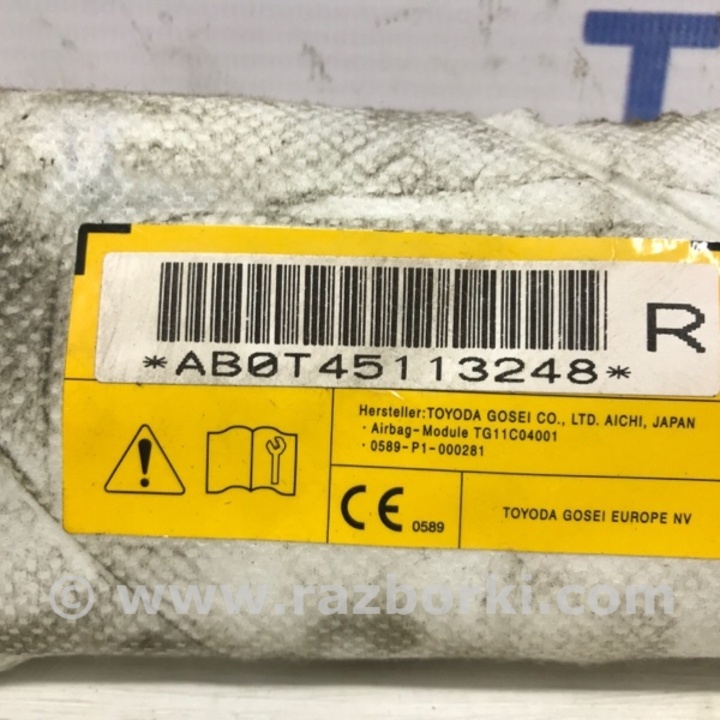 T
*AB0T45113248*
R
Hersteller:TOYODA GOSEI CO., LTD. AICHI, JAPAN
· Airbag-Module TG11C04001
· 0589-P1-000281
CE 0589
TOYODA GOSEI EUROPE NV
© www.razborki.com